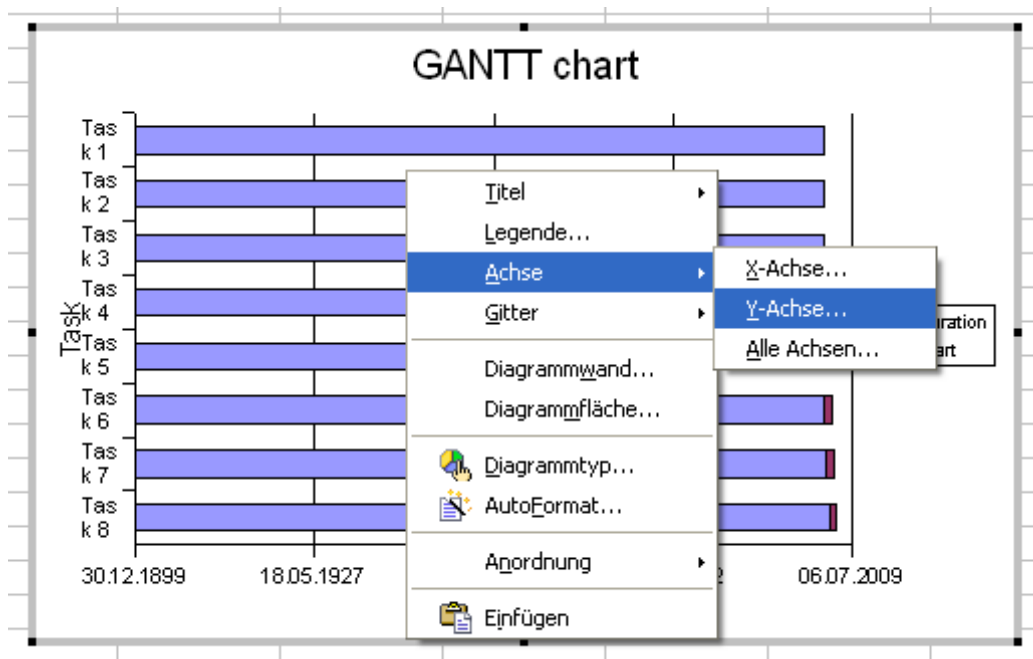 GANTT chart
Task
Tas
k 1
Tas
k 2
Tas
k 3
Tas
k 4
Tas
k 5
Tas
k 6
Tas
k 7
Tas
k 8
30.12.1899
18.05.1927
06.07.2009
Titel
Legende...
Achse
Gitter
Diagrammwand...
Diagrammfläche...
Diagrammtyp...
AutoFormat...
Anordnung
Einfügen
X-Achse...
Y-Achse...
Alle Achsen...
uration
art